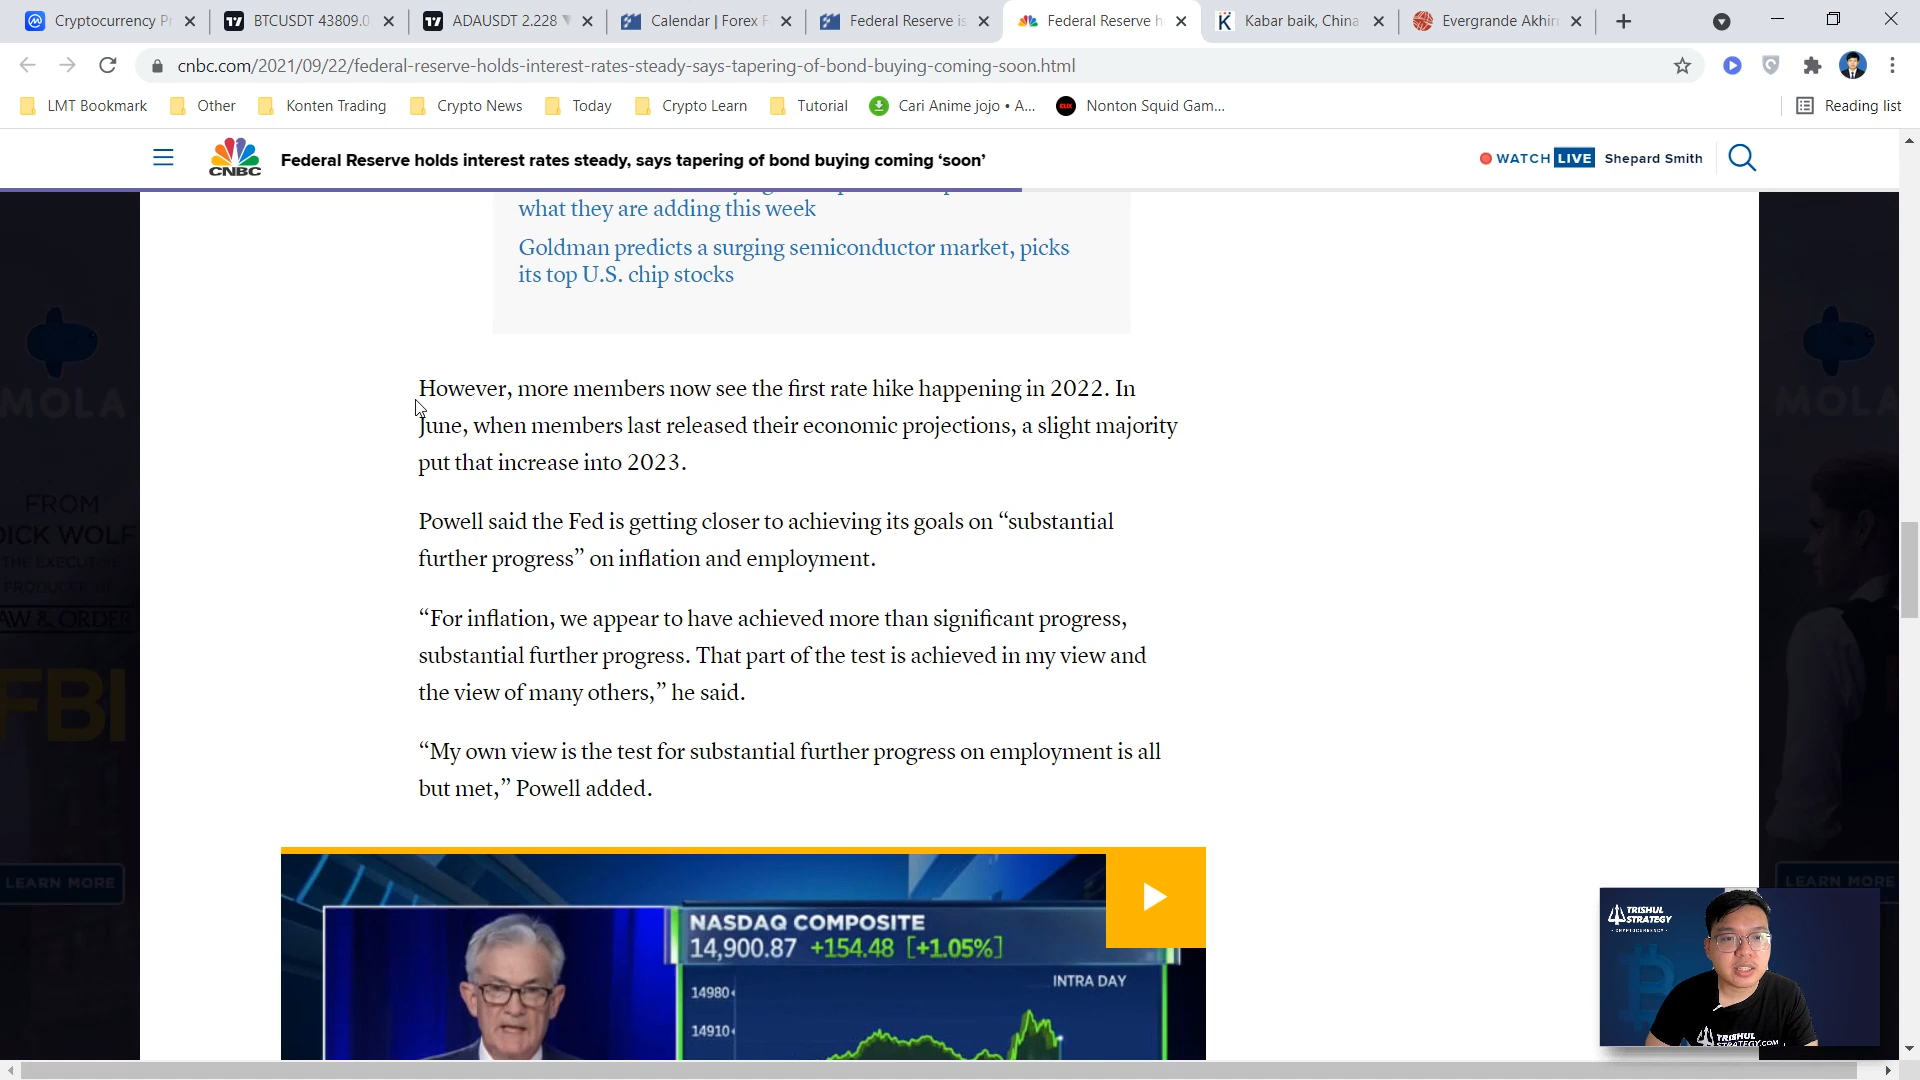 Cryptocurrency Pr
BTCUSDT 43809.0
ADAUSDT 2.228
Calendar | Forex F
Federal Reserve is
Federal Reserve h
Kabar baik, China
Evergrande Akhir
cnbc.com/2021/09/22/federal-reserve-holds-interest-rates-steady-says-tapering-of-bond-buying-coming-soon.html
LMT Bookmark
Other
Konten Trading
Crypto News
Today
Crypto Learn
Tutorial
Cari Anime jojo • A...
Nonton Squid Gam...
Reading list
CNBC
Federal Reserve holds interest rates steady, says tapering of bond buying coming ‘soon’
WATCH LIVE Shepard Smith
what they are adding this week
Goldman predicts a surging semiconductor market, picks
its top U.S. chip stocks
However, more members now see the first rate hike happening in 2022. In
June, when members last released their economic projections, a slight majority
put that increase into 2023.
Powell said the Fed is getting closer to achieving its goals on “substantial
further progress” on inflation and employment.
“For inflation, we appear to have achieved more than significant progress,
substantial further progress. That part of the test is achieved in my view and
the view of many others,” he said.
“My own view is the test for substantial further progress on employment is all
but met,” Powell added.
NASDAQ COMPOSITE
14,900.87 +154.48 [+1.05%]
INTRA DAY
14980
14910
MOLA
FROM
DICK WOLF
THE EXECUTIVE
PRODUCER OF
LAW & ORDER
FBI
LEARN MORE
MOLA
LEARN MORE
TRISHUL
STRATEGY
- CRYPTOCURRENCY -
TRISHUL
STRATEGY.COM